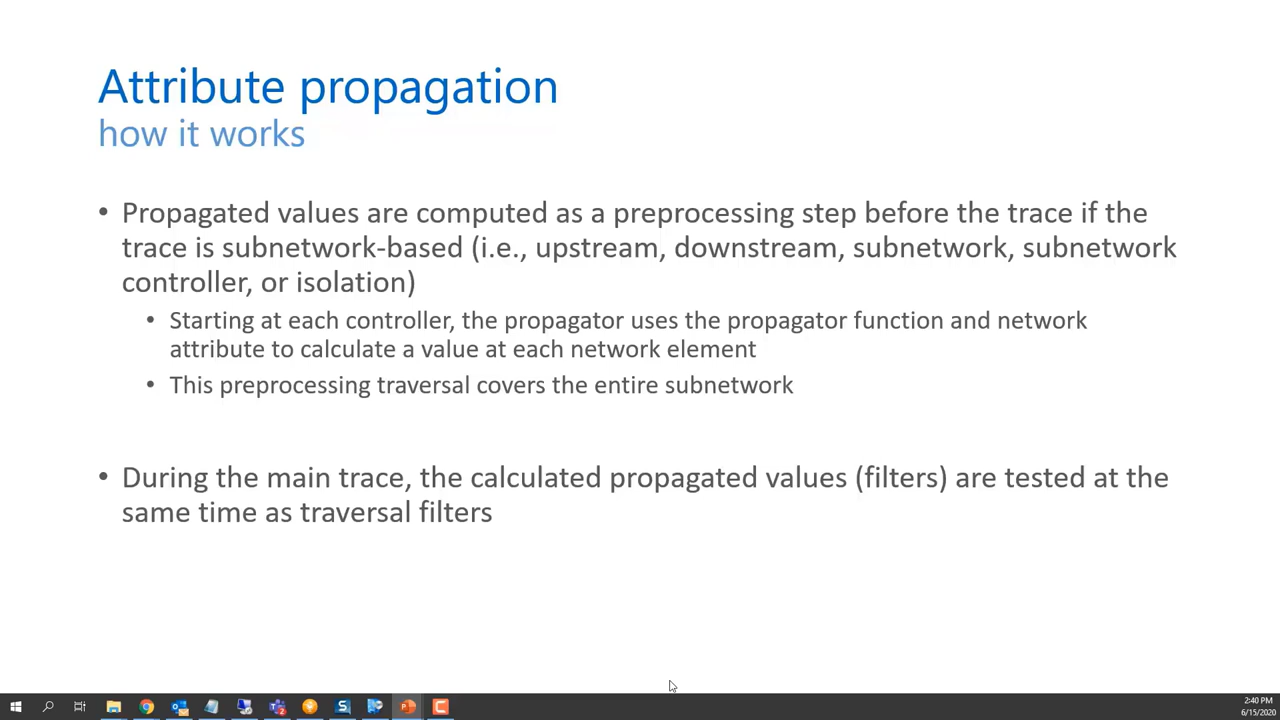 Attribute propagation
how it works
• Propagated values are computed as a preprocessing step before the trace if the
trace is subnetwork-based (i.e., upstream, downstream, subnetwork, subnetwork
controller, or isolation)
• Starting at each controller, the propagator uses the propagator function and network
attribute to calculate a value at each network element
• This preprocessing traversal covers the entire subnetwork
• During the main trace, the calculated propagated values (filters) are tested at the
same time as traversal filters
2:40 PM
6/15/2020